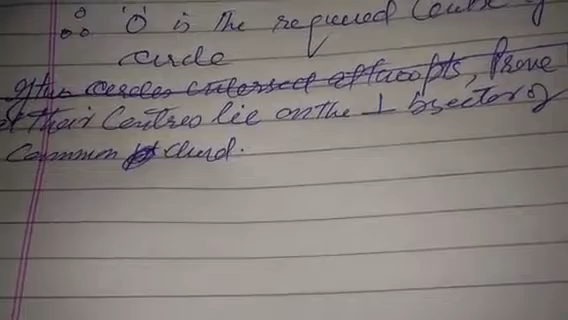 ∴ 'O' is the required Centre of
circle
If two circles intersect at two pts, Prove
that their Centres lie on the ⊥ bisector of
Common Chord.